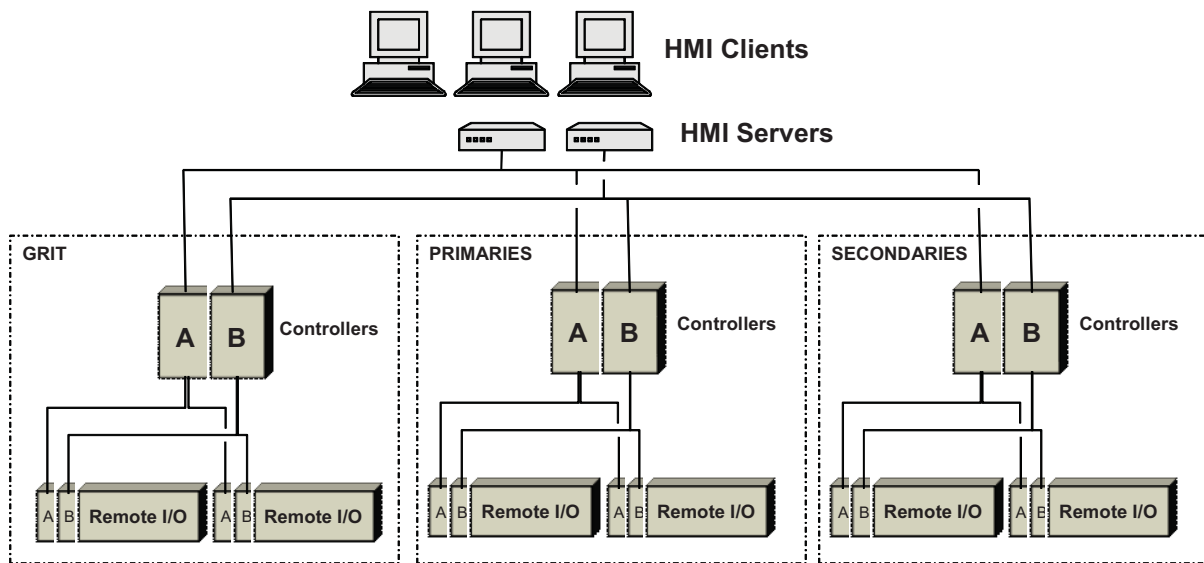 HMI Clients
HMI Servers
GRIT
A B Controllers
A B Remote I/O A B Remote I/O
PRIMARIES
A B Controllers
A B Remote I/O A B Remote I/O
SECONDARIES
A B Controllers
A B Remote I/O A B Remote I/O